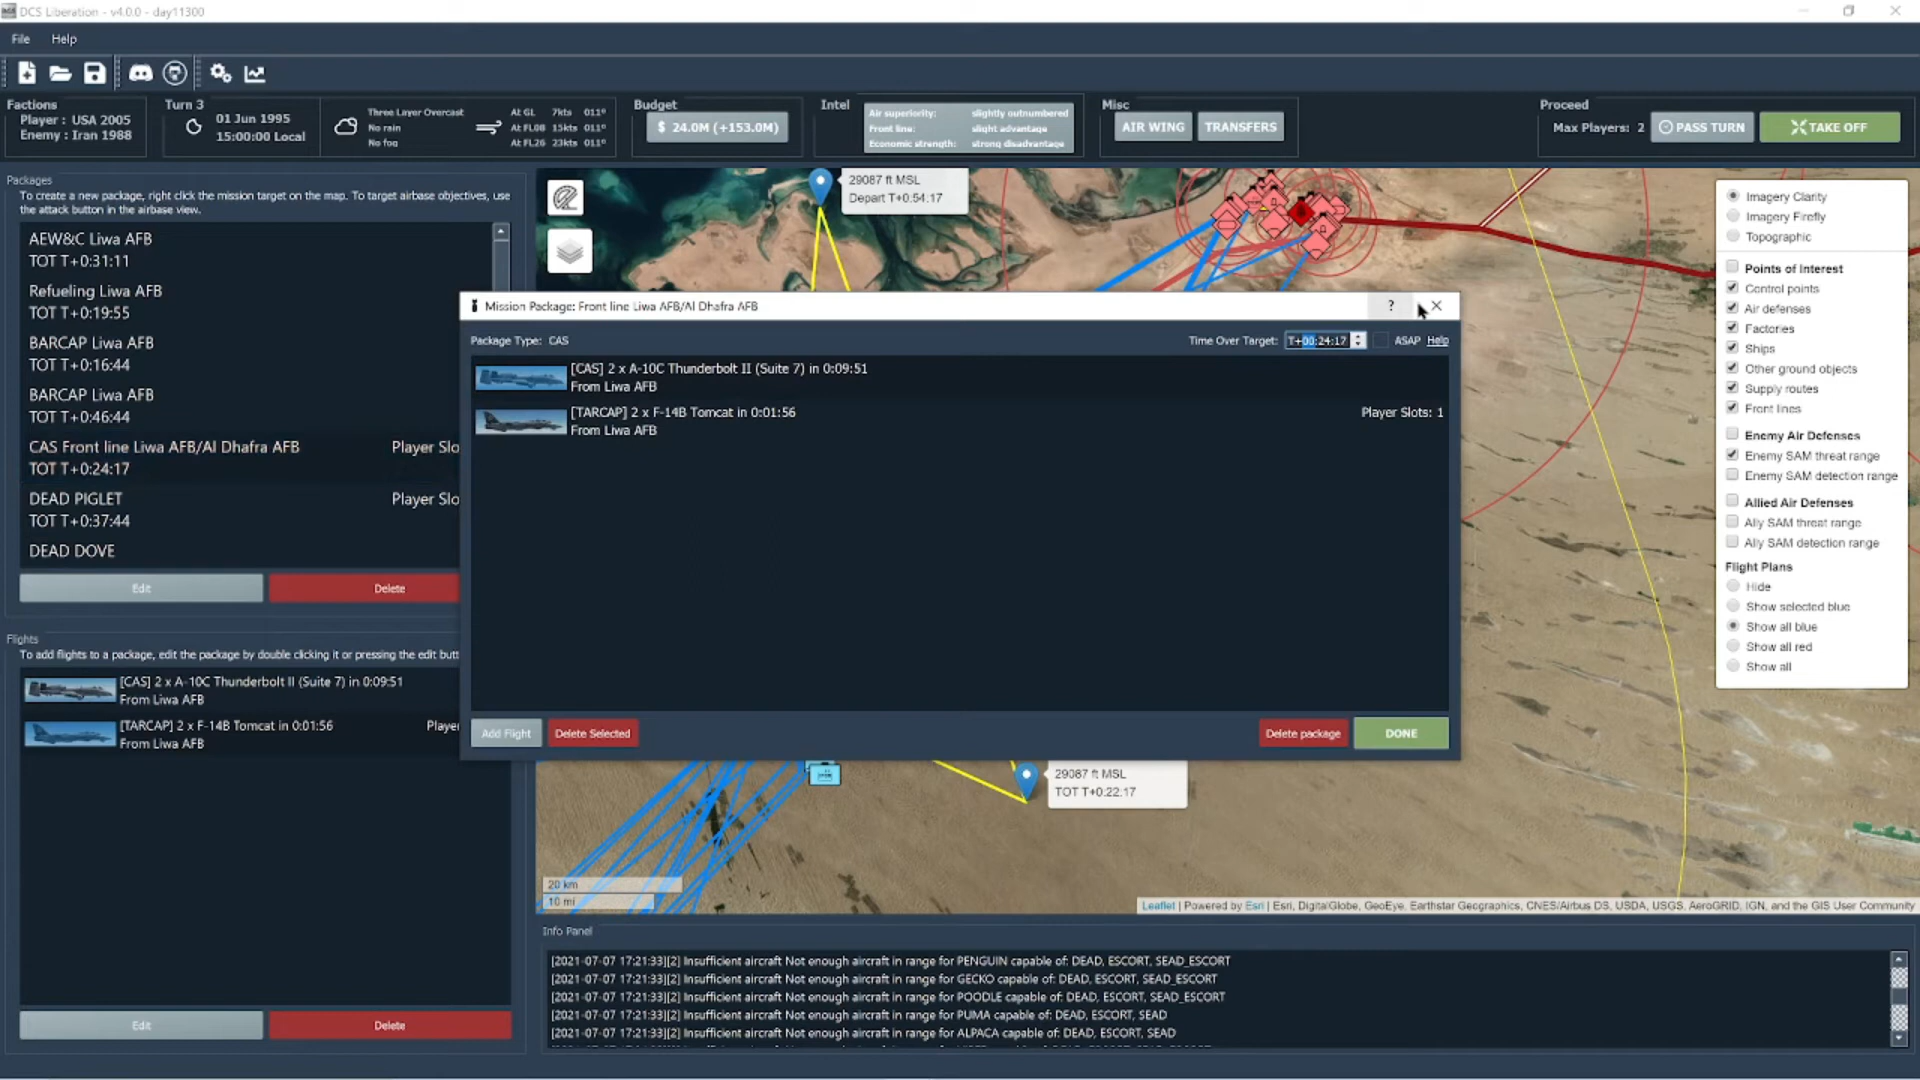 DCS Liberation - v4.0.0 - day11300
File Help
Factions
Player : USA 2005
Enemy : Iran 1988
Turn 3
01 Jun 1995
15:00:00 Local
Three Layer Overcast
No rain
No fog
At GL 7kts 011º
At FL08 15kts 011º
At FL26 23kts 011º
Budget
$ 24.0M (+153.0M)
Intel
Air superiority: slightly outnumbered
Front line: slight advantage
Economic strength: strong disadvantage
Misc
AIR WING
TRANSFERS
Proceed
Max Players: 2
PASS TURN
TAKE OFF
Packages
To create a new package, right click the mission target on the map. To target airbase objectives, use
the attack button in the airbase view.
AEW&C Liwa AFB
TOT T+0:31:11
Refueling Liwa AFB
TOT T+0:19:55
BARCAP Liwa AFB
TOT T+0:16:44
BARCAP Liwa AFB
TOT T+0:46:44
CAS Front line Liwa AFB/Al Dhafra AFB Player Slo
TOT T+0:24:17
DEAD PIGLET Player Slo
TOT T+0:37:44
DEAD DOVE
Edit
Delete
Flights
To add flights to a package, edit the package by double clicking it or pressing the edit butt
[CAS] 2 x A-10C Thunderbolt II (Suite 7) in 0:09:51
From Liwa AFB
[TARCAP] 2 x F-14B Tomcat in 0:01:56 Player
From Liwa AFB
Edit
Delete
29087 ft MSL
Depart T+0:54:17
Mission Package: Front line Liwa AFB/Al Dhafra AFB
?
Package Type: CAS
Time Over Target: T+00:24:17
ASAP Help
[CAS] 2 x A-10C Thunderbolt II (Suite 7) in 0:09:51
From Liwa AFB
[TARCAP] 2 x F-14B Tomcat in 0:01:56 Player Slots: 1
From Liwa AFB
Add Flight
Delete Selected
Delete package
DONE
29087 ft MSL
TOT T+0:22:17
20 km
10 mi
Imagery Clarity
Imagery Firefly
Topographic
Points of Interest
Control points
Air defenses
Factories
Ships
Other ground objects
Supply routes
Front lines
Enemy Air Defenses
Enemy SAM threat range
Enemy SAM detection range
Allied Air Defenses
Ally SAM threat range
Ally SAM detection range
Flight Plans
Hide
Show selected blue
Show all blue
Show all red
Show all
Leaflet | Powered by Esri | Esri, DigitalGlobe, GeoEye, Earthstar Geographics, CNES/Airbus DS, USDA, USGS, AeroGRID, IGN, and the GIS User Community
Info Panel
[2021-07-07 17:21:33][2] Insufficient aircraft Not enough aircraft in range for PENGUIN capable of: DEAD, ESCORT, SEAD_ESCORT
[2021-07-07 17:21:33][2] Insufficient aircraft Not enough aircraft in range for GECKO capable of: DEAD, ESCORT, SEAD_ESCORT
[2021-07-07 17:21:33][2] Insufficient aircraft Not enough aircraft in range for POODLE capable of: DEAD, ESCORT, SEAD_ESCORT
[2021-07-07 17:21:33][2] Insufficient aircraft Not enough aircraft in range for PUMA capable of: DEAD, ESCORT, SEAD
[2021-07-07 17:21:33][2] Insufficient aircraft Not enough aircraft in range for ALPACA capable of: DEAD, ESCORT, SEAD